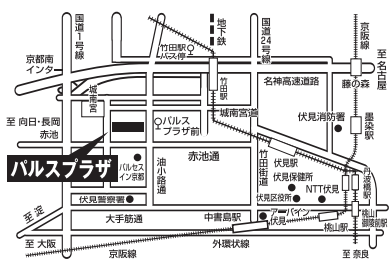 国道1号線
地下鉄
国道24号線
京阪線
至 名古屋
竹田駅
バス停
京都南
インター
名神高速道路
藤の森
竹田駅
城南宮
城南宮道
墨染駅
至 向日・長岡
パルス
プラザ前
伏見消防署
赤池
赤池通
パルスプラザ
パルセス
イン京都
油小路通
竹田街道
伏見駅
丹波橋駅
伏見保健所
NTT伏見
伏見区役所
伏見警察署
至 淀
大手筋通
中書島駅
アーバイン
伏見
桃山
御陵前駅
桃山駅
至 大阪
京阪線
外環状線
至 奈良